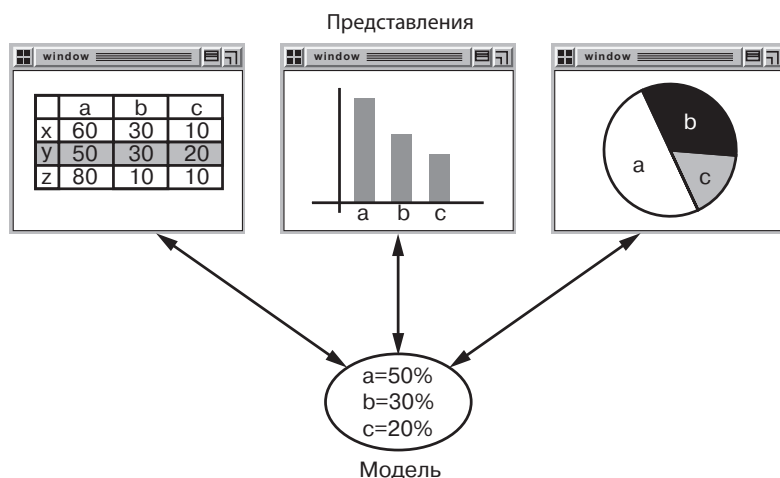 Представления
window
a b c
x 60 30 10
y 50 30 20
z 80 10 10
window
a b c
window
a
b
c
a=50%
b=30%
c=20%
Модель